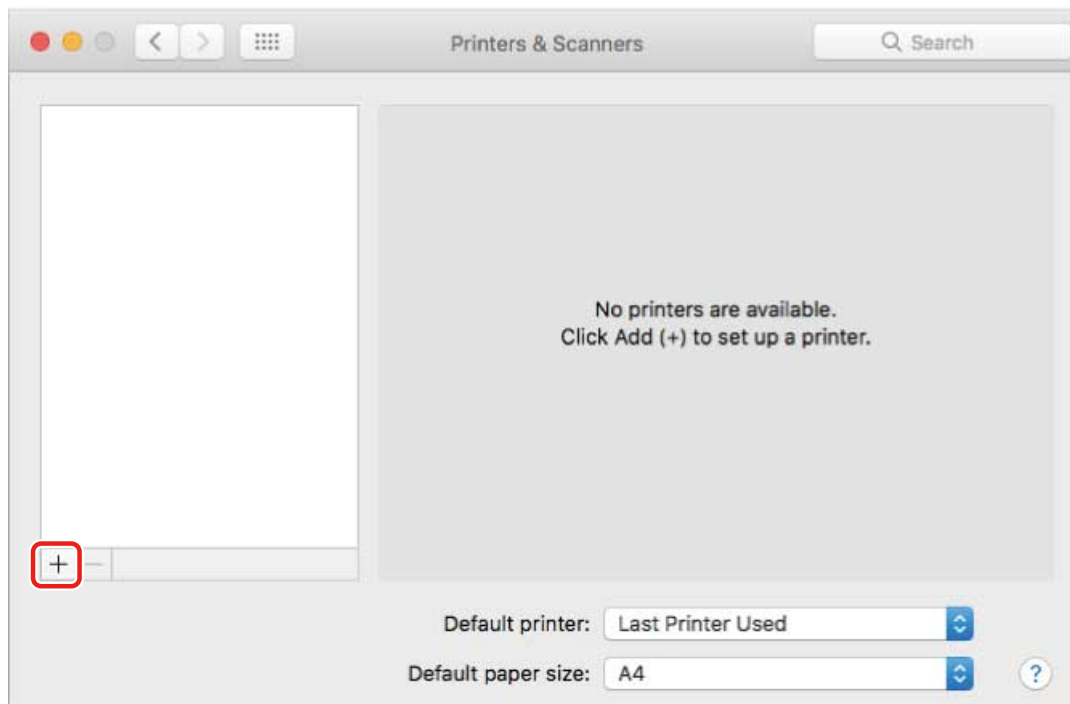 Printers & Scanners
Search
No printers are available.
Click Add (+) to set up a printer.
+ −
Default printer: Last Printer Used
Default paper size: A4 ?